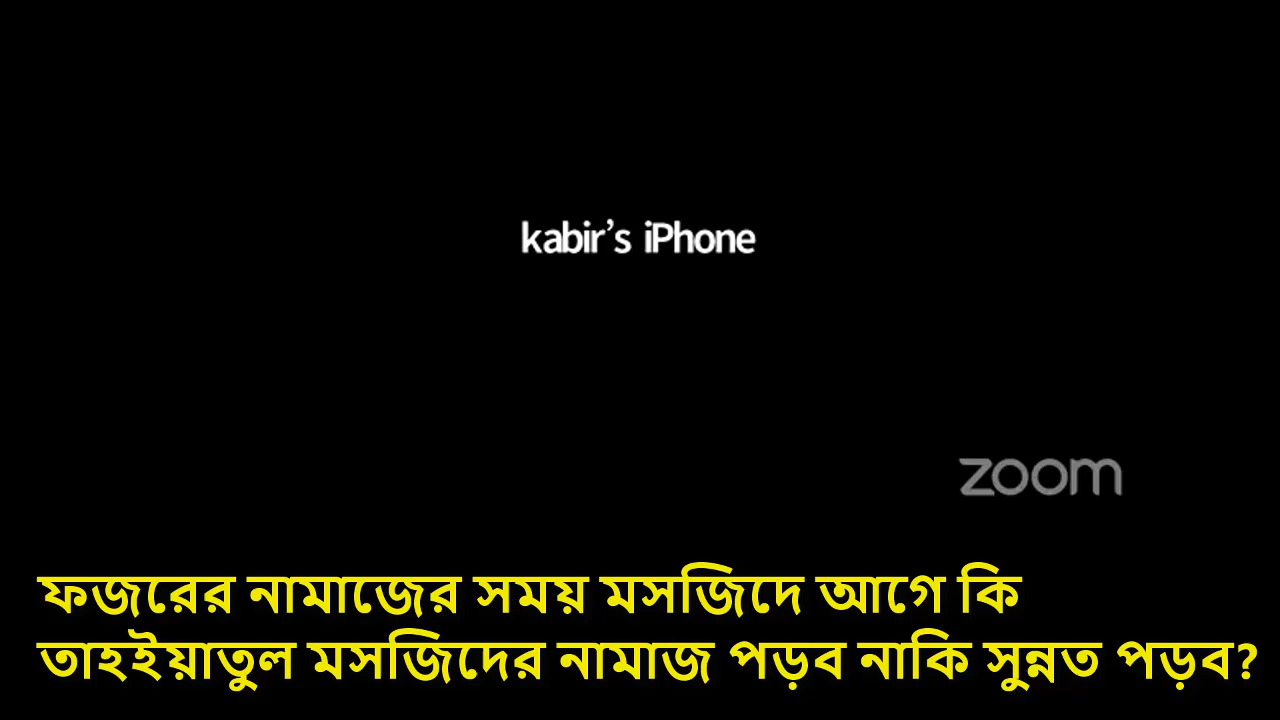 kabir's iPhone
zoom
ফজরের নামাজের সময় মসজিদে আগে কি
তাহইয়াতুল মসজিদের নামাজ পড়ব নাকি সুন্নত পড়ব?